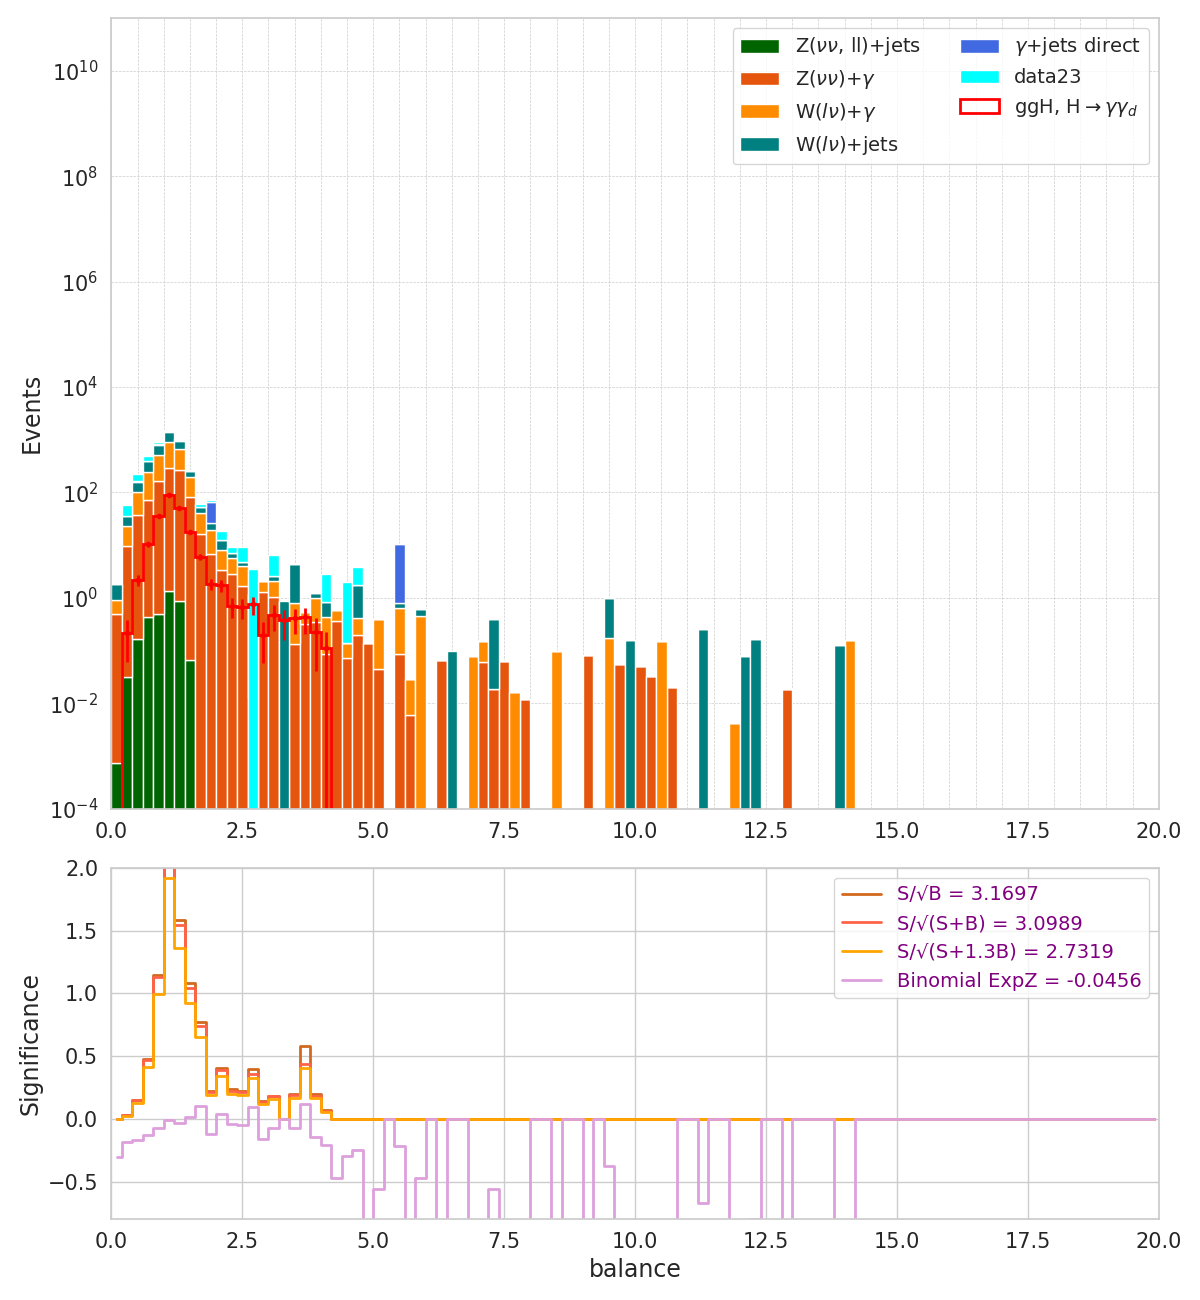 Z(νν, ll)+jets
Z(νν)+γ
W(lν)+γ
W(lν)+jets
γ+jets direct
data23
ggH, H→γγ_d
Events
10^10
10^8
10^6
10^4
10^2
10^0
10^−2
10^−4
0.0 2.5 5.0 7.5 10.0 12.5 15.0 17.5 20.0
S/√B = 3.1697
S/√(S+B) = 3.0989
S/√(S+1.3B) = 2.7319
Binomial ExpZ = -0.0456
Significance
2.0
1.5
1.0
0.5
0.0
−0.5
0.0 2.5 5.0 7.5 10.0 12.5 15.0 17.5 20.0
balance